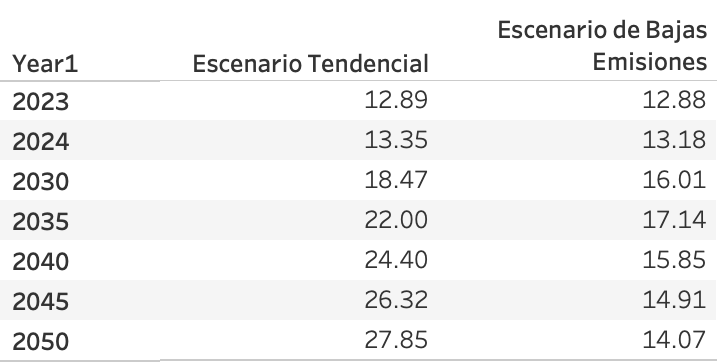 Year1 Escenario Tendencial Escenario de Bajas
Emisiones
2023 12.89 12.88
2024 13.35 13.18
2030 18.47 16.01
2035 22.00 17.14
2040 24.40 15.85
2045 26.32 14.91
2050 27.85 14.07